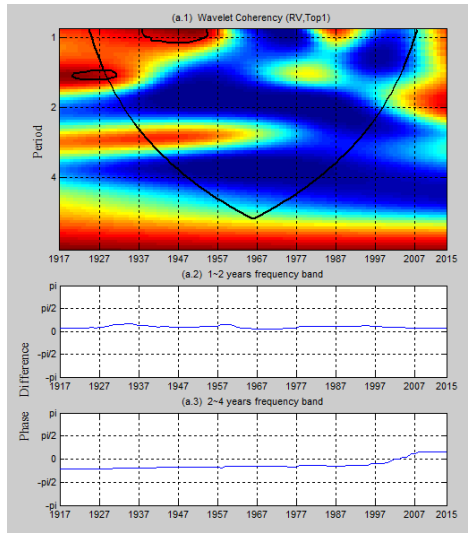 (a.1) Wavelet Coherency (RV,Top1)
1
2
4
Period
1917 1927 1937 1947 1957 1967 1977 1987 1997 2007 2015
(a.2) 1~2 years frequency band
pi
pi/2
0
-pi/2
-pi
1917 1927 1937 1947 1957 1967 1977 1987 1997 2007 2015
Phase Difference
(a.3) 2~4 years frequency band
pi
pi/2
0
-pi/2
-pi
1917 1927 1937 1947 1957 1967 1977 1987 1997 2007 2015